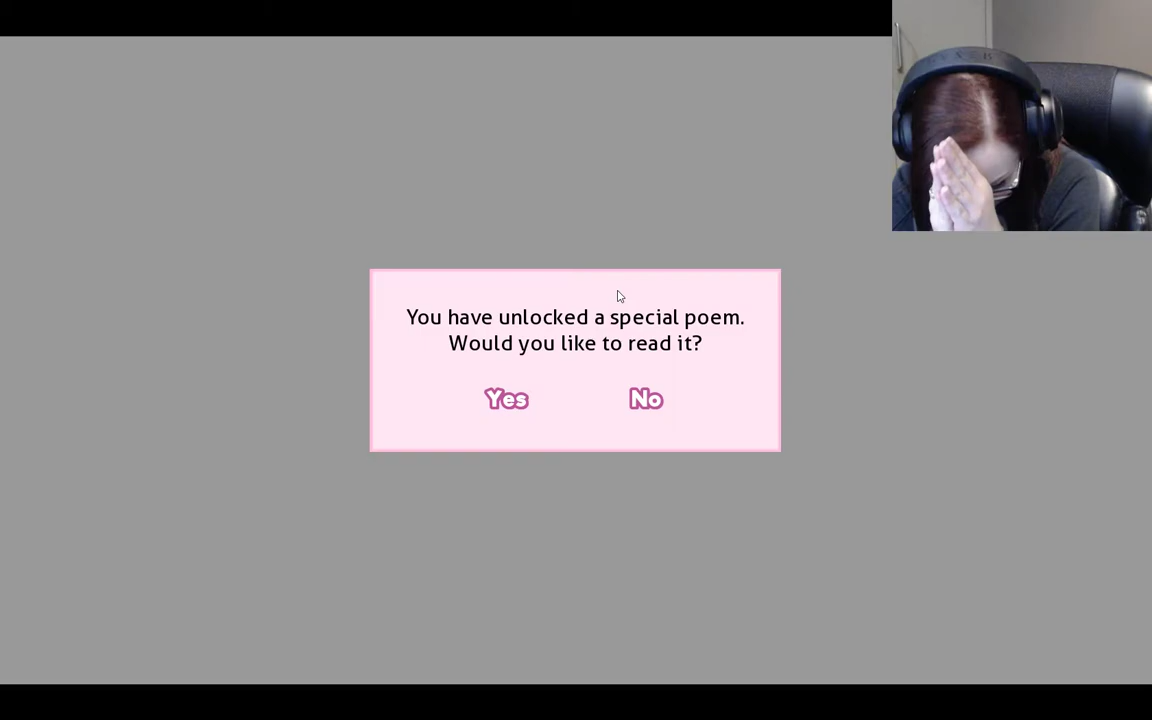 You have unlocked a special poem.
Would you like to read it?
Yes No